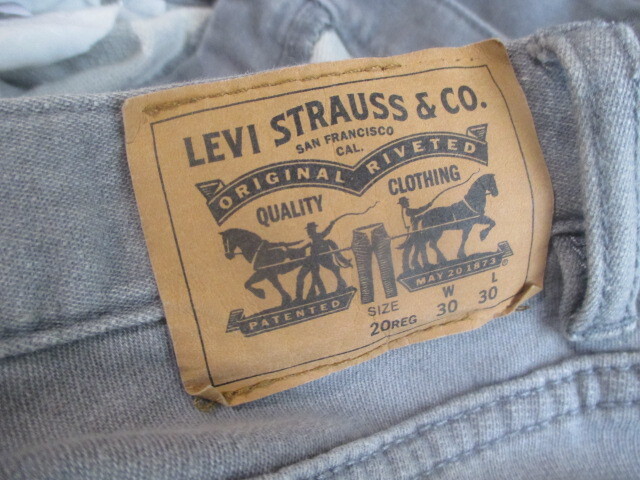 LEVI STRAUSS & CO.
SAN FRANCISCO
CAL.
ORIGINAL RIVETED
QUALITY CLOTHING
PATENTED MAY 20 1873
SIZE W L
20REG 30 30